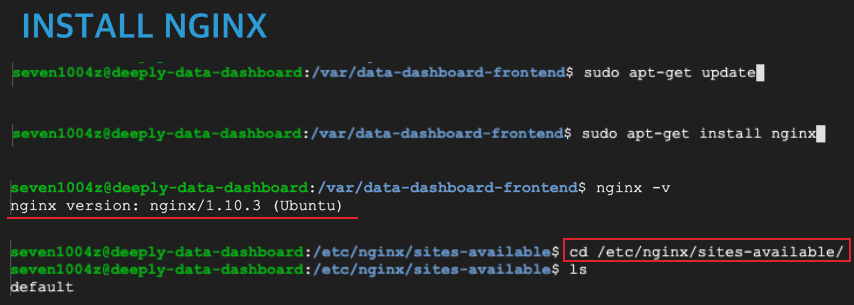 INSTALL NGINX
seven1004z@deeply-data-dashboard:/var/data-dashboard-frontend$ sudo apt-get update
seven1004z@deeply-data-dashboard:/var/data-dashboard-frontend$ sudo apt-get install nginx
seven1004z@deeply-data-dashboard:/var/data-dashboard-frontend$ nginx -v
nginx version: nginx/1.10.3 (Ubuntu)
seven1004z@deeply-data-dashboard:/etc/nginx/sites-available$ cd /etc/nginx/sites-available/
seven1004z@deeply-data-dashboard:/etc/nginx/sites-available$ ls
default